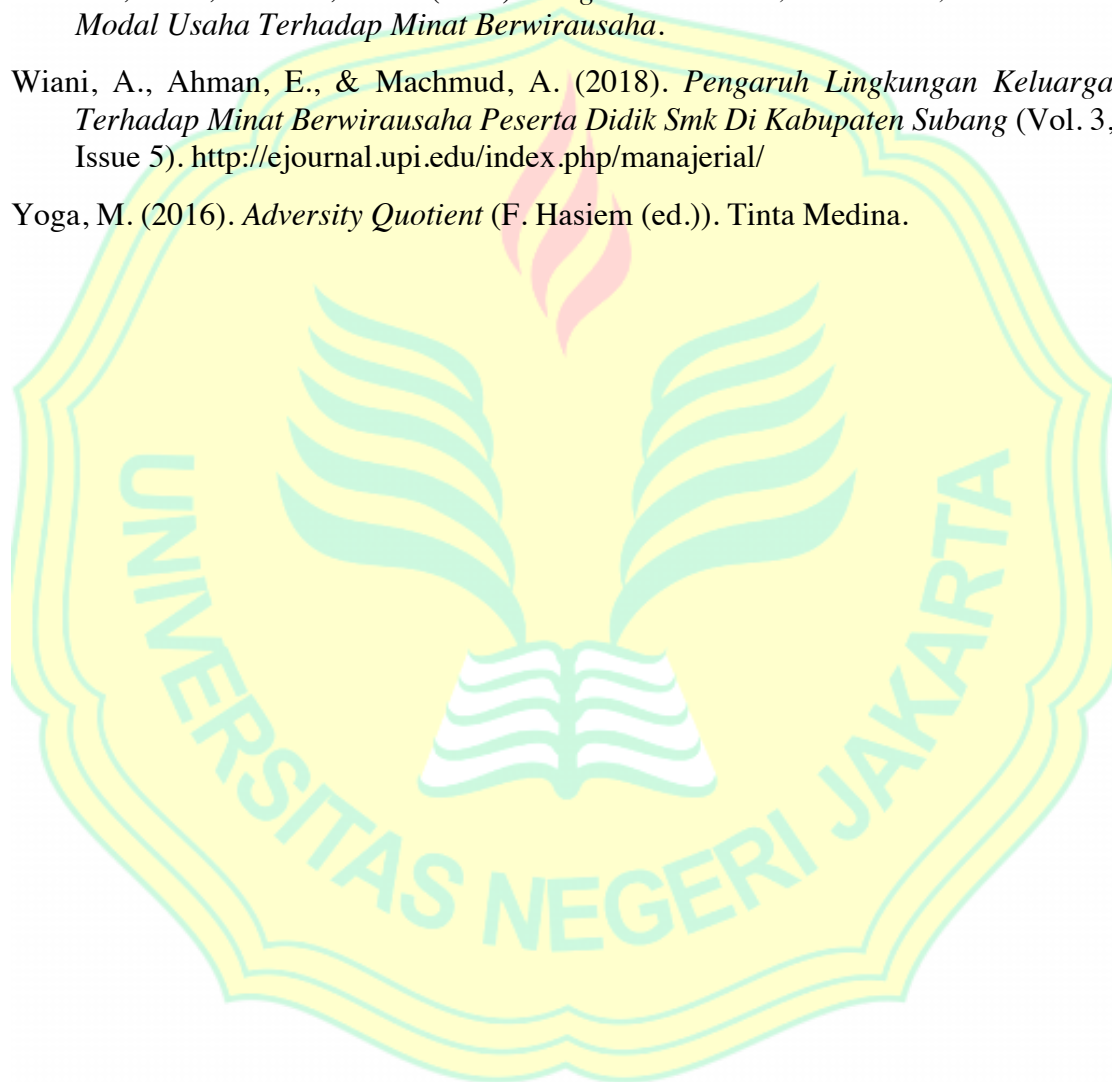 Modal Usaha Terhadap Minat Berwirausaha.
Wiani, A., Ahman, E., & Machmud, A. (2018). Pengaruh Lingkungan Keluarga
Terhadap Minat Berwirausaha Peserta Didik Smk Di Kabupaten Subang (Vol. 3,
Issue 5). http://ejournal.upi.edu/index.php/manajerial/
Yoga, M. (2016). Adversity Quotient (F. Hasiem (ed.)). Tinta Medina.
UNIVERSITAS NEGERI JAKARTA